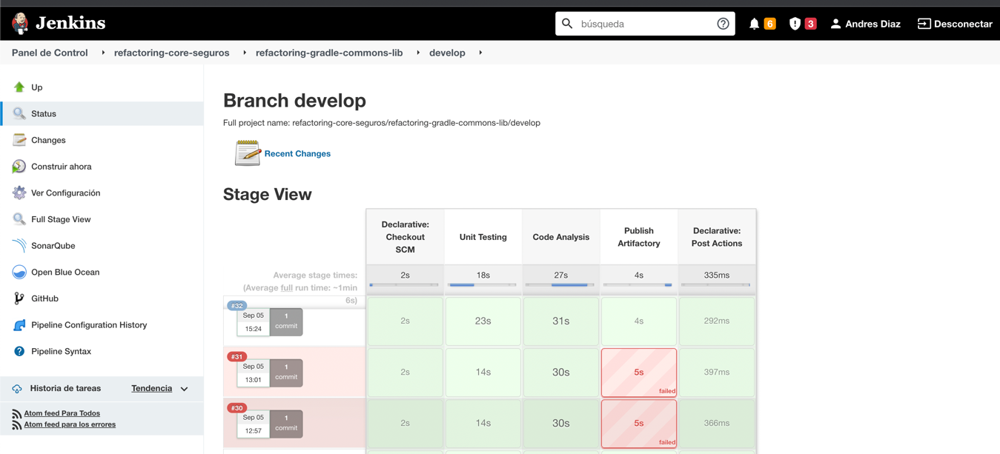 Jenkins
búsqueda
6
3
Andres Diaz
Desconectar
Panel de Control
refactoring-core-seguros
refactoring-gradle-commons-lib
develop
Up
Status
Changes
Construir ahora
Ver Configuración
Full Stage View
SonarQube
Open Blue Ocean
GitHub
Pipeline Configuration History
Pipeline Syntax
Historia de tareas
Tendencia
Atom feed Para Todos
Atom feed para los errores
Branch develop
Full project name: refactoring-core-seguros/refactoring-gradle-commons-lib/develop
Recent Changes
Stage View
Declarative:
Checkout
SCM
Unit Testing
Code Analysis
Publish
Artifactory
Declarative:
Post Actions
Average stage times:
(Average full run time: ~1min
6s)
2s
18s
27s
4s
335ms
#32
Sep 05
15:24
1
commit
2s
23s
31s
4s
292ms
#31
Sep 05
13:01
1
commit
2s
14s
30s
5s
failed
397ms
#30
Sep 05
12:57
1
commit
2s
14s
30s
5s
failed
366ms